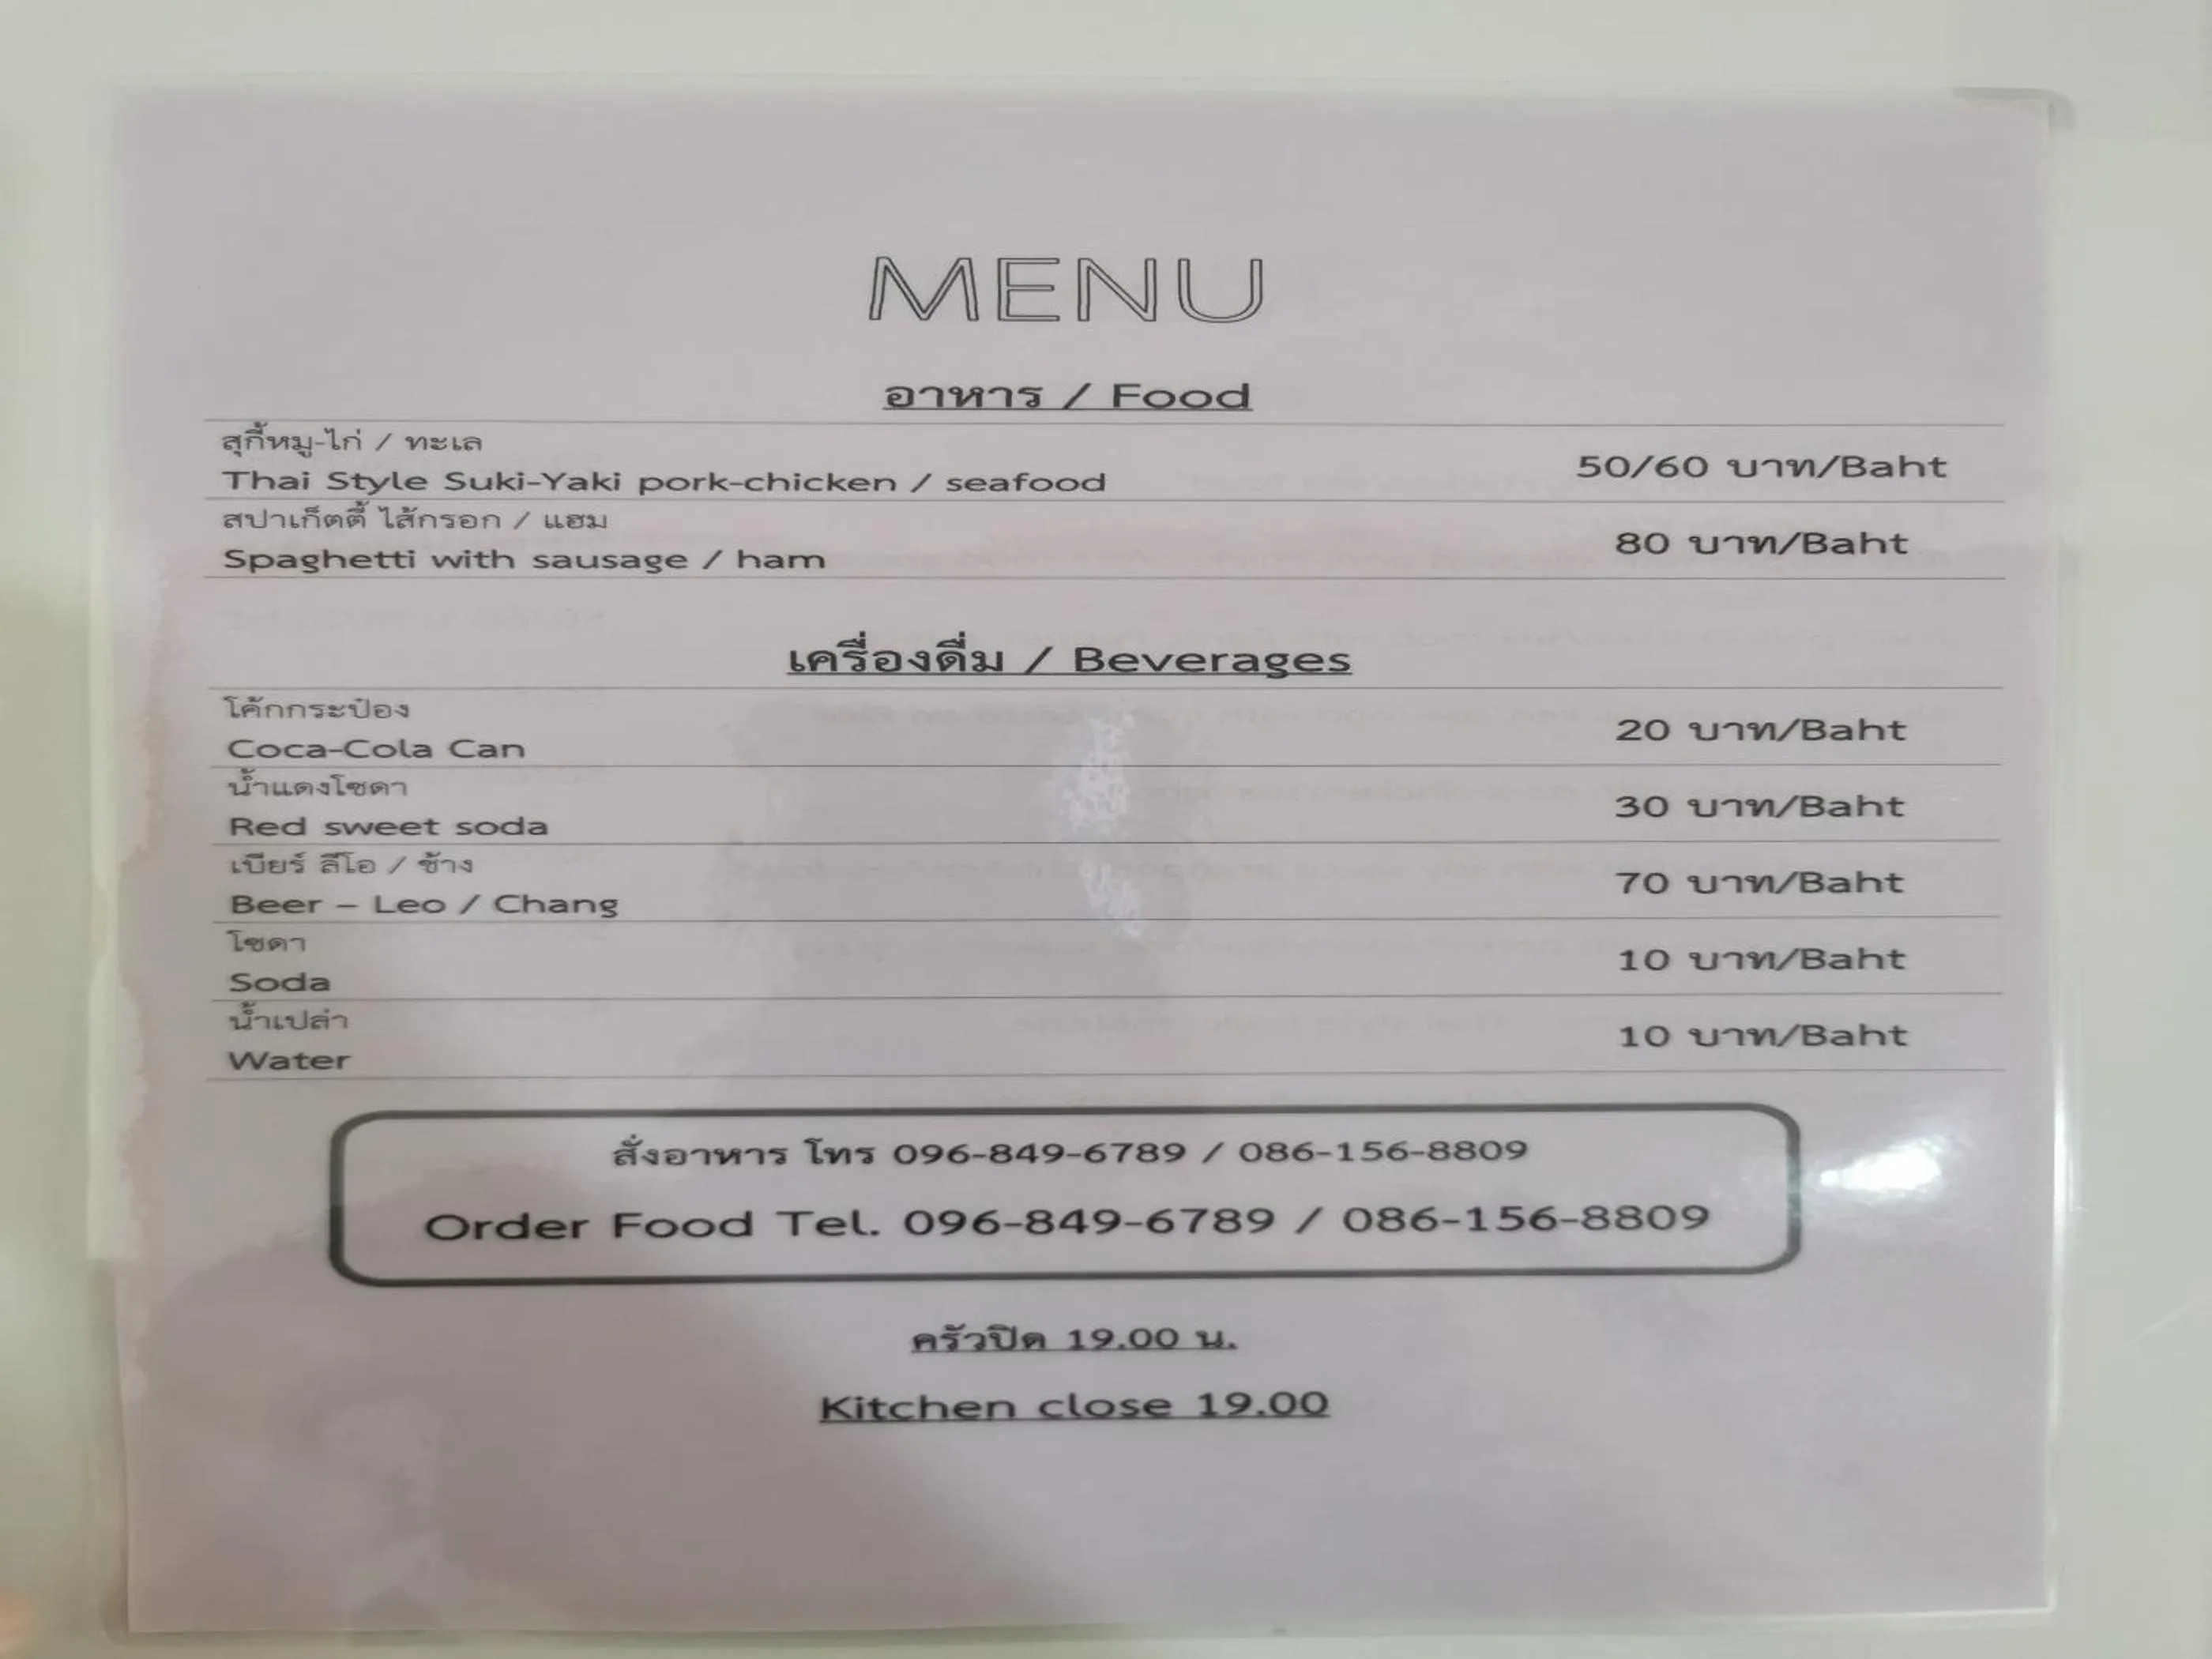 MENU
อาหาร / Food
สุกี้หมู-ไก่ / ทะเล
Thai Style Suki-Yaki pork-chicken / seafood
50/60 บาท/Baht
สปาเก็ตตี้ ไส้กรอก / แฮม
Spaghetti with sausage / ham
80 บาท/Baht
เครื่องดื่ม / Beverages
โค้กกระป๋อง
Coca-Cola Can
20 บาท/Baht
น้ำแดงโซดา
Red sweet soda
30 บาท/Baht
เบียร์ ลีโอ / ช้าง
Beer – Leo / Chang
70 บาท/Baht
โซดา
Soda
10 บาท/Baht
น้ำเปล่า
Water
10 บาท/Baht
สั่งอาหาร โทร 096-849-6789 / 086-156-8809
Order Food Tel. 096-849-6789 / 086-156-8809
ครัวปิด 19.00 น.
Kitchen close 19.00